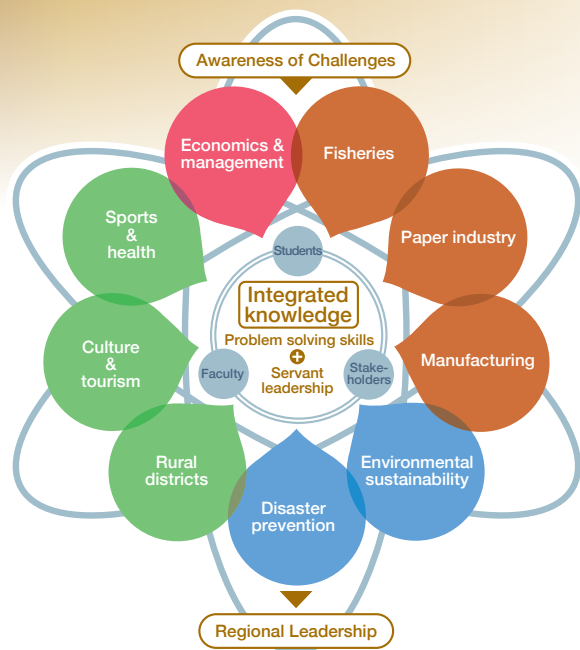 Awareness of Challenges
Economics &
management
Fisheries
Sports
&
health
Paper industry
Students
Integrated
knowledge
Problem solving skills
Servant
leadership
Culture
&
tourism
Manufacturing
Faculty
Stake-
holders
Rural
districts
Environmental
sustainability
Disaster
prevention
Regional Leadership